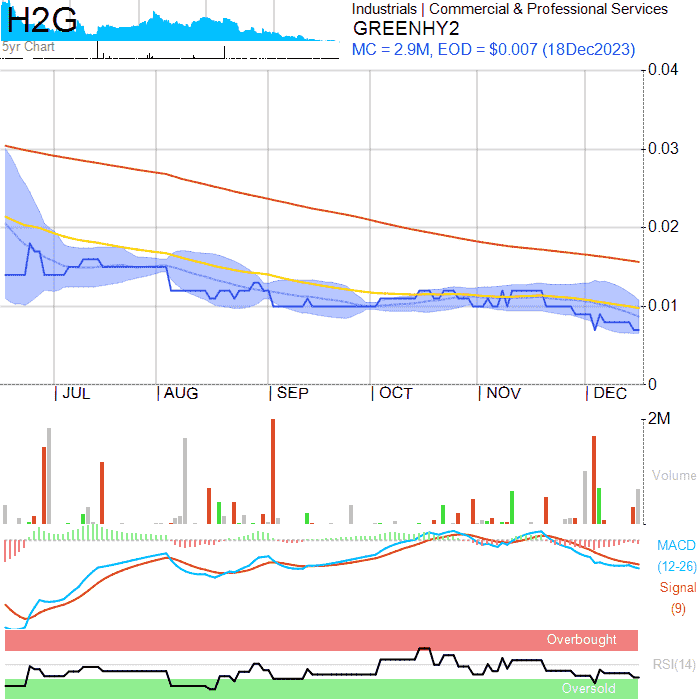 H2G
5yr Chart
Industrials | Commercial & Professional Services
GREENHY2
MC = 2.9M, EOD = $0.007 (18Dec2023)
0.04
0.03
0.02
0.01
0
| JUL | AUG | SEP | OCT | NOV | DEC
2M
Volume
MACD
(12-26)
Signal
(9)
Overbought
RSI(14)
Oversold